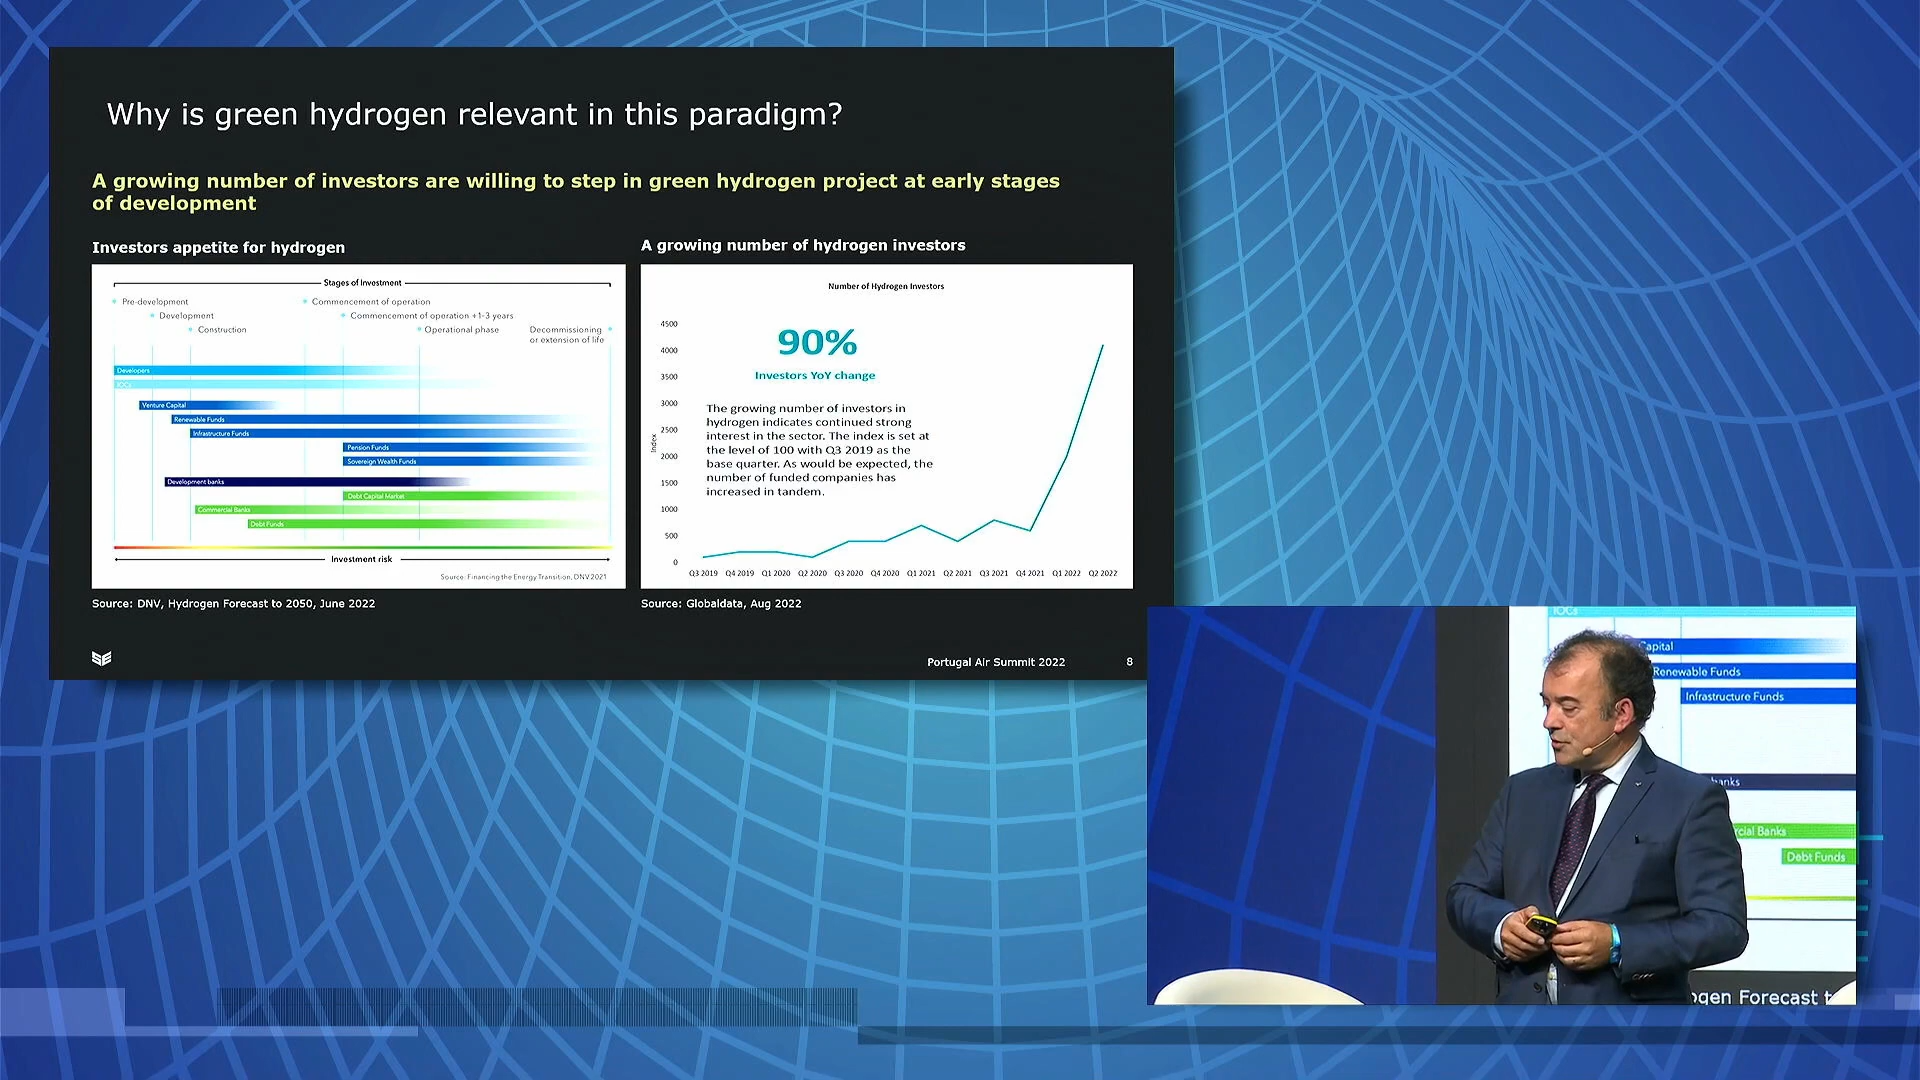 Why is green hydrogen relevant in this paradigm?
A growing number of investors are willing to step in green hydrogen project at early stages
of development
Investors appetite for hydrogen
Stages of Investment
Pre-development
Commencement of operation
Development
Commencement of operation +1-3 years
Construction
Operational phase
Decommissioning
or extension of life
Developers
IOCs
Venture Capital
Renewable Funds
Infrastructure Funds
Pension Funds
Sovereign Wealth Funds
Development banks
Debt Capital Market
Commercial Banks
Debt Funds
Investment risk
Source: Financing the Energy Transition, DNV 2021
Source: DNV, Hydrogen Forecast to 2050, June 2022
A growing number of hydrogen investors
Number of Hydrogen Investors
4500
4000
3500
3000
2500
2000
1500
1000
500
0
Index
90%
Investors YoY change
The growing number of investors in
hydrogen indicates continued strong
interest in the sector. The index is set at
the level of 100 with Q3 2019 as the
base quarter. As would be expected, the
number of funded companies has
increased in tandem.
Q3 2019 Q4 2019 Q1 2020 Q2 2020 Q3 2020 Q4 2020 Q1 2021 Q2 2021 Q3 2021 Q4 2021 Q1 2022 Q2 2022
Source: Globaldata, Aug 2022
Portugal Air Summit 2022
8
IOCs
Capital
Renewable Funds
Infrastructure Funds
banks
rcial Banks
Debt Funds
ogen Forecast t